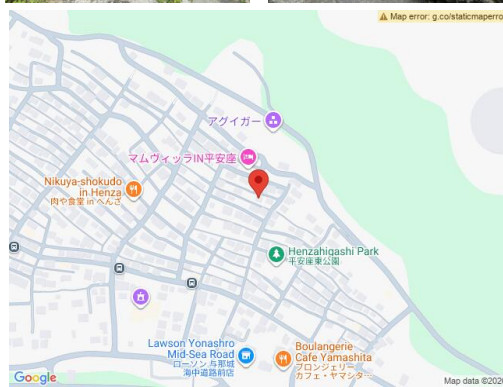 Map error: g.co/staticmaperro
アグイガー
マムヴィッラIN平安座
Nikuya-shokudo
in Henza
肉や食堂 in へんざ
Henzahigashi Park
平安座東公園
Lawson Yonashiro
Mid-Sea Road
ローソン 与那城
海中道路前店
Boulangerie
Cafe Yamashita
ブロンジェリー
カフェ・ヤマシタ…
Google
Map data ©202